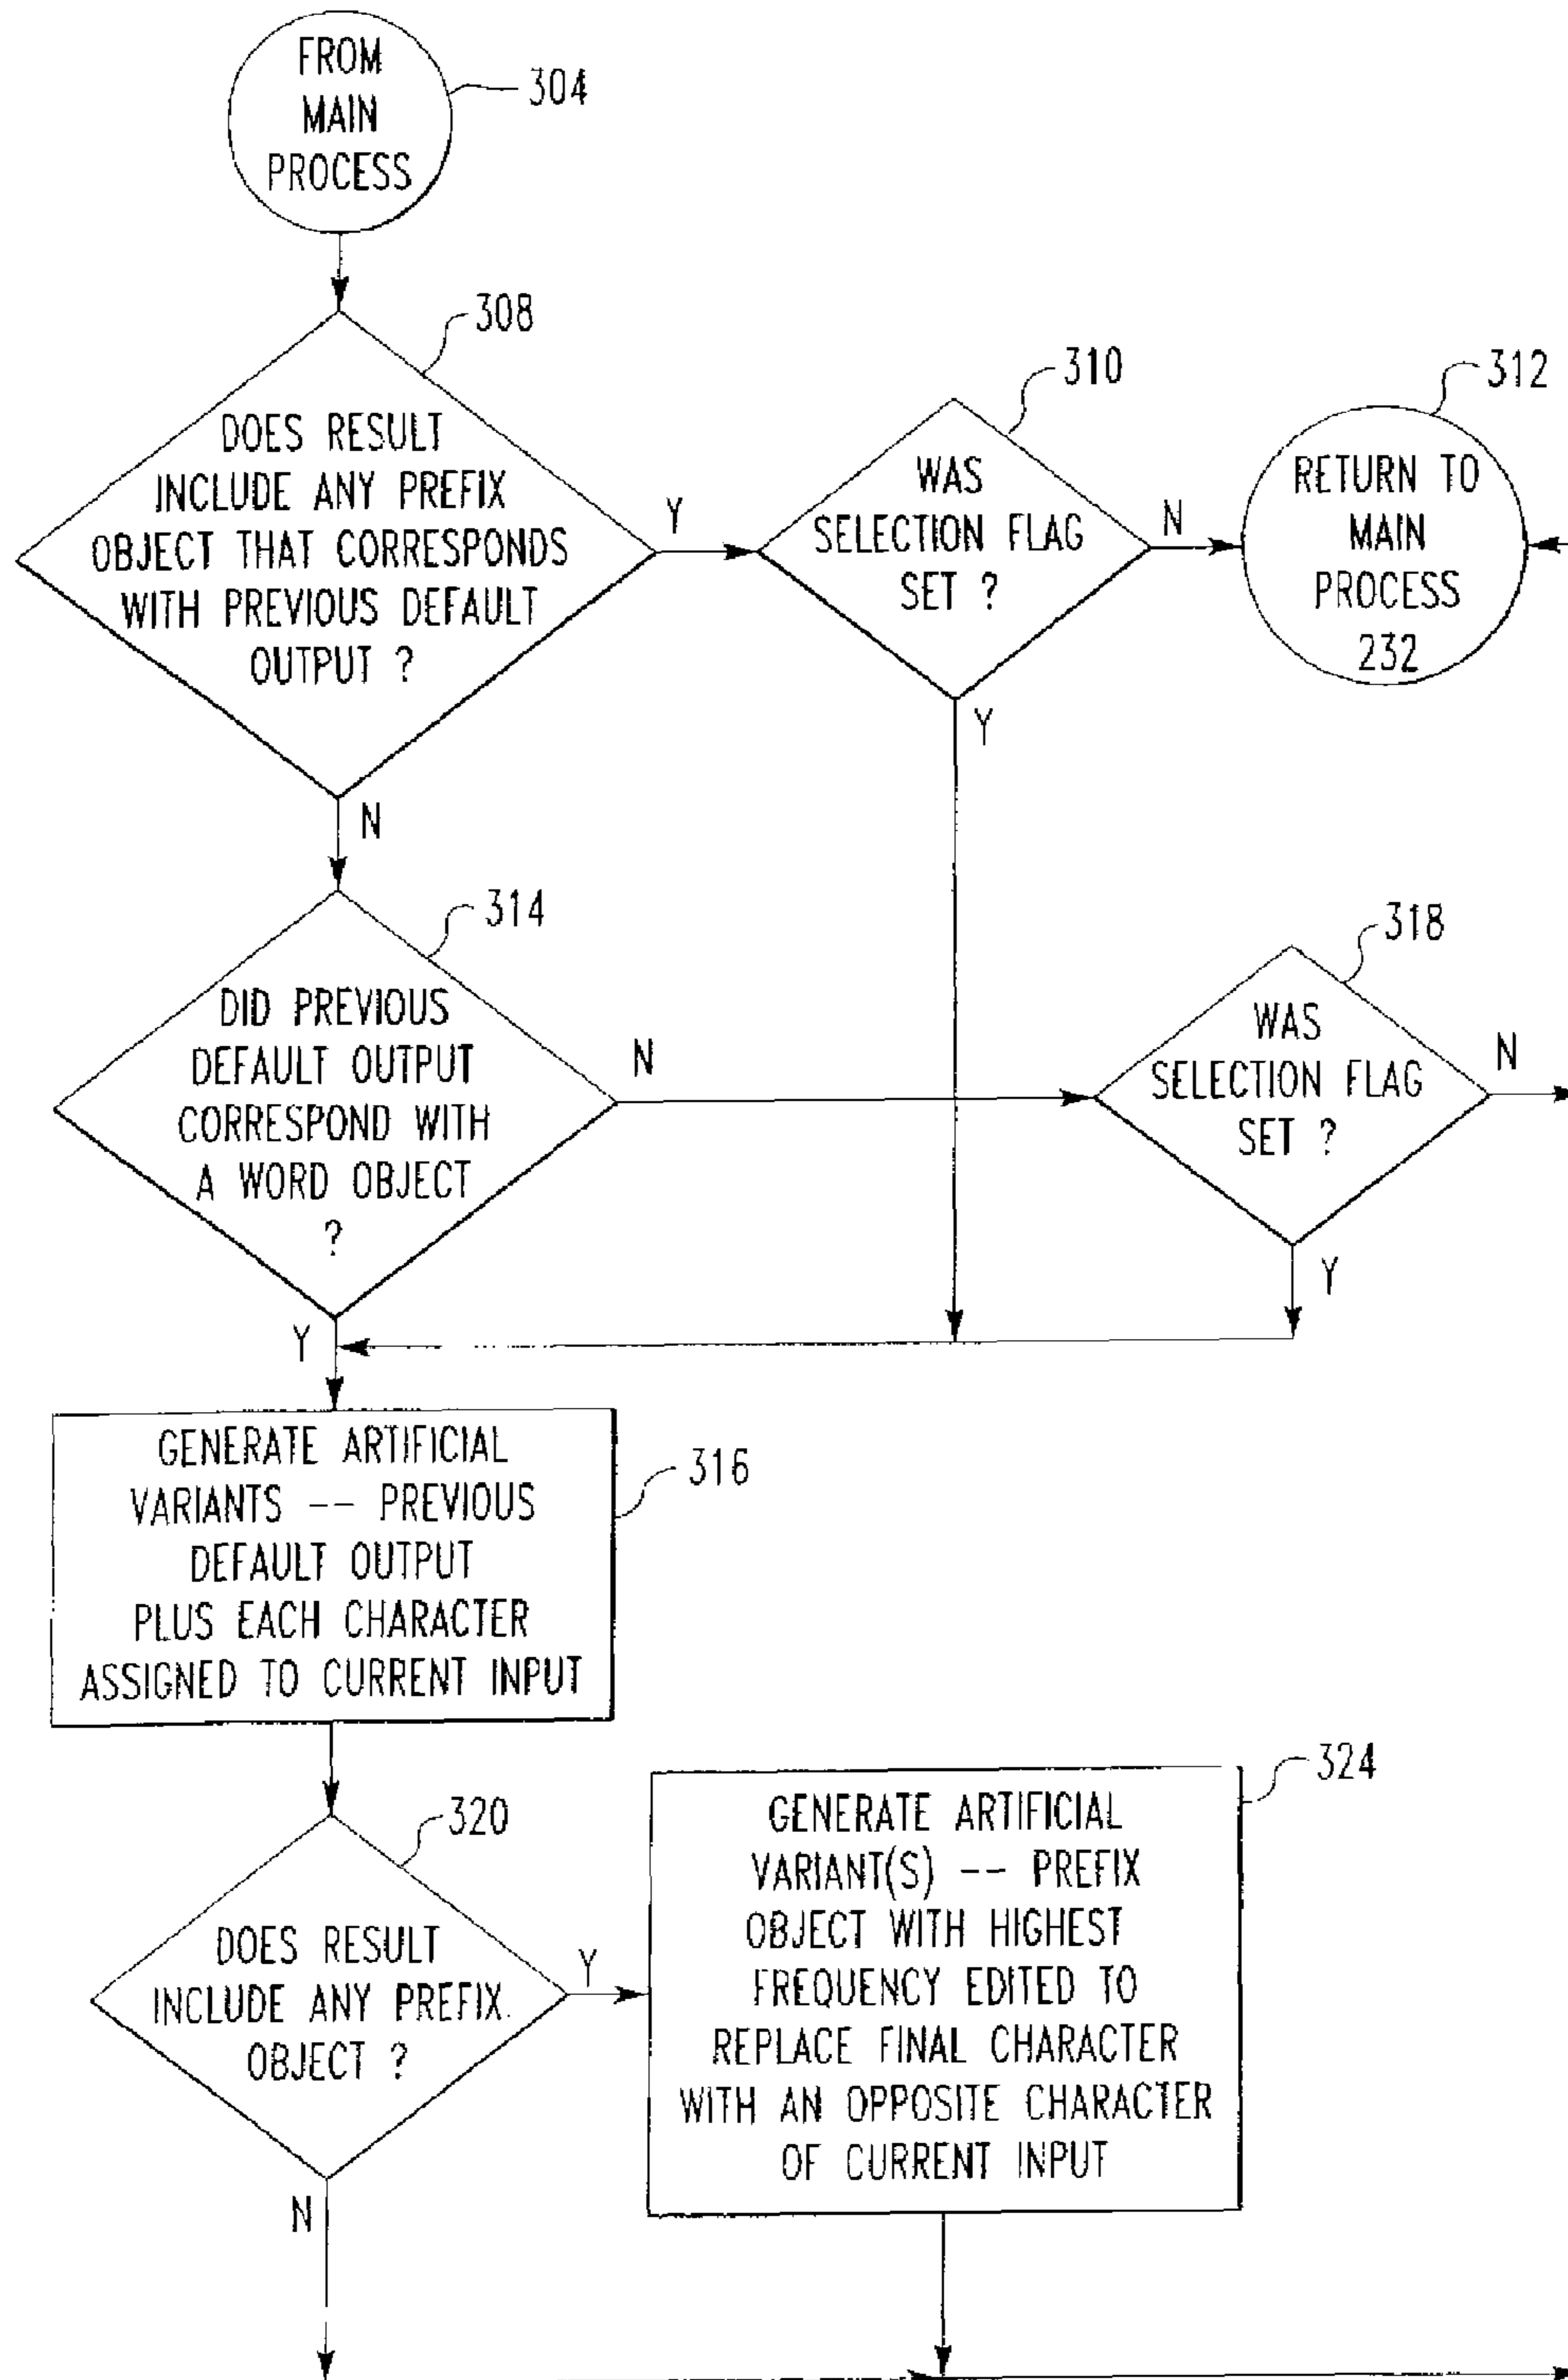 FROM
MAIN
PROCESS
304
308
DOES RESULT
INCLUDE ANY PREFIX
OBJECT THAT CORRESPONDS
WITH PREVIOUS DEFAULT
OUTPUT ?
Y
N
310
WAS
SELECTION FLAG
SET ?
N
Y
312
RETURN TO
MAIN
PROCESS
232
314
DID PREVIOUS
DEFAULT OUTPUT
CORRESPOND WITH
A WORD OBJECT
?
N
Y
318
WAS
SELECTION FLAG
SET ?
N
Y
GENERATE ARTIFICIAL
VARIANTS -- PREVIOUS
DEFAULT OUTPUT
PLUS EACH CHARACTER
ASSIGNED TO CURRENT INPUT
316
320
DOES RESULT
INCLUDE ANY PREFIX
OBJECT ?
Y
N
324
GENERATE ARTIFICIAL
VARIANT(S) -- PREFIX
OBJECT WITH HIGHEST
FREQUENCY EDITED TO
REPLACE FINAL CHARACTER
WITH AN OPPOSITE CHARACTER
OF CURRENT INPUT